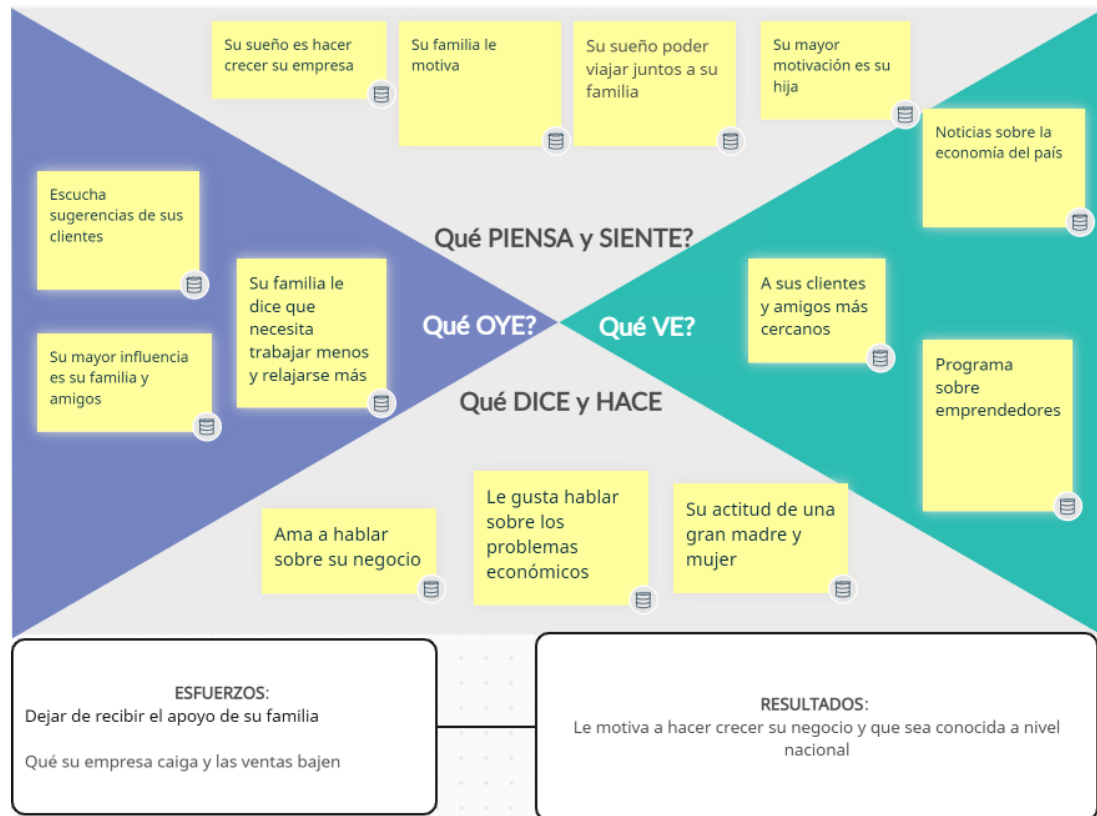 Su sueño es hacer
crecer su empresa
Su familia le
motiva
Su sueño poder
viajar juntos a su
familia
Su mayor
motivación es su
hija
Noticias sobre la
economía del país
Escucha
sugerencias de sus
clientes
Qué PIENSA y SIENTE?
Su familia le
dice que
necesita
trabajar menos
y relajarse más
A sus clientes
y amigos más
cercanos
Qué OYE?
Qué VE?
Su mayor influencia
es su familia y
amigos
Programa
sobre
emprendedores
Qué DICE y HACE
Ama a hablar
sobre su negocio
Le gusta hablar
sobre los
problemas
económicos
Su actitud de una
gran madre y
mujer
ESFUERZOS:
Dejar de recibir el apoyo de su familia
Qué su empresa caiga y las ventas bajen
RESULTADOS:
Le motiva a hacer crecer su negocio y que sea conocida a nivel
nacional